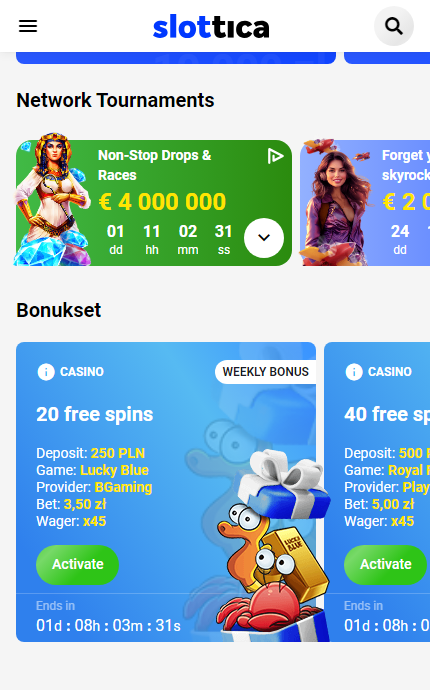 slottica
Network Tournaments
Non-Stop Drops &
Races
€ 4 000 000
01 11 02 31
dd hh mm ss
Forget
skyrock
€ 2
24
dd
Bonukset
CASINO
WEEKLY BONUS
20 free spins
Deposit: 250 PLN
Game: Lucky Blue
Provider: BGaming
Bet: 3,50 zł
Wager: x45
Activate
Ends in
01d : 08h : 03m : 31s
LUCKY
BLUE
CASINO
40 free sp
Deposit: 500
Game: Royal
Provider: Play
Bet: 5,00 zł
Wager: x45
Activate
Ends in
01d : 08h : 0